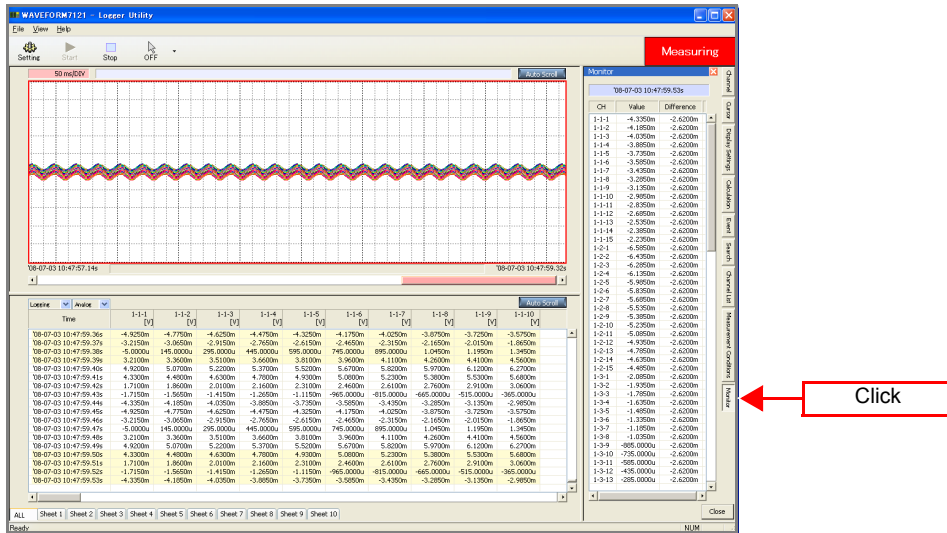 WAVEFORM7121 - Logger Utility
File View Help
Setting Start Stop OFF
Measuring
50 ms/DIV Auto Scroll
'08-07-03 10:47:57.14s '08-07-03 10:47:59.32s
Logging Analog Auto Scroll
Time 1-1-1 1-1-2 1-1-3 1-1-4 1-1-5 1-1-6 1-1-7 1-1-8 1-1-9 1-1-10
[V] [V] [V] [V] [V] [V] [V] [V] [V] [V]
'08-07-03 10:47:59.36s -4.9250m -4.7750m -4.6250m -4.4750m -4.3250m -4.1750m -4.0250m -3.8750m -3.7250m -3.5750m
'08-07-03 10:47:59.37s -3.2150m -3.0650m -2.9150m -2.7650m -2.6150m -2.4650m -2.3150m -2.1650m -2.0150m -1.8650m
'08-07-03 10:47:59.38s -5.0000u 145.0000u 295.0000u 445.0000u 595.0000u 745.0000u 895.0000u 1.0450m 1.1950m 1.3450m
'08-07-03 10:47:59.39s 3.2100m 3.3600m 3.5100m 3.6600m 3.8100m 3.9600m 4.1100m 4.2600m 4.4100m 4.5600m
'08-07-03 10:47:59.40s 4.9200m 5.0700m 5.2200m 5.3700m 5.5200m 5.6700m 5.8200m 5.9700m 6.1200m 6.2700m
'08-07-03 10:47:59.41s 4.3300m 4.4800m 4.6300m 4.7800m 4.9300m 5.0800m 5.2300m 5.3800m 5.5300m 5.6800m
'08-07-03 10:47:59.42s 1.7100m 1.8600m 2.0100m 2.1600m 2.3100m 2.4600m 2.6100m 2.7600m 2.9100m 3.0600m
'08-07-03 10:47:59.43s -1.7150m -1.5650m -1.4150m -1.2650m -1.1150m -965.0000u -815.0000u -665.0000u -515.0000u -365.0000u
'08-07-03 10:47:59.44s -4.3350m -4.1850m -4.0350m -3.8850m -3.7350m -3.5850m -3.4350m -3.2850m -3.1350m -2.9850m
'08-07-03 10:47:59.45s -4.9250m -4.7750m -4.6250m -4.4750m -4.3250m -4.1750m -4.0250m -3.8750m -3.7250m -3.5750m
'08-07-03 10:47:59.46s -3.2150m -3.0650m -2.9150m -2.7650m -2.6150m -2.4650m -2.3150m -2.1650m -2.0150m -1.8650m
'08-07-03 10:47:59.47s -5.0000u 145.0000u 295.0000u 445.0000u 595.0000u 745.0000u 895.0000u 1.0450m 1.1950m 1.3450m
'08-07-03 10:47:59.48s 3.2100m 3.3600m 3.5100m 3.6600m 3.8100m 3.9600m 4.1100m 4.2600m 4.4100m 4.5600m
'08-07-03 10:47:59.49s 4.9200m 5.0700m 5.2200m 5.3700m 5.5200m 5.6700m 5.8200m 5.9700m 6.1200m 6.2700m
'08-07-03 10:47:59.50s 4.3300m 4.4800m 4.6300m 4.7800m 4.9300m 5.0800m 5.2300m 5.3800m 5.5300m 5.6800m
'08-07-03 10:47:59.51s 1.7100m 1.8600m 2.0100m 2.1600m 2.3100m 2.4600m 2.6100m 2.7600m 2.9100m 3.0600m
'08-07-03 10:47:59.52s -1.7150m -1.5650m -1.4150m -1.2650m -1.1150m -965.0000u -815.0000u -665.0000u -515.0000u -365.0000u
'08-07-03 10:47:59.53s -4.3350m -4.1850m -4.0350m -3.8850m -3.7350m -3.5850m -3.4350m -3.2850m -3.1350m -2.9850m
ALL Sheet 1 Sheet 2 Sheet 3 Sheet 4 Sheet 5 Sheet 6 Sheet 7 Sheet 8 Sheet 9 Sheet 10
Ready
Monitor
'08-07-03 10:47:59.53s
CH Value Difference
1-1-1 -4.3350m -2.6200m
1-1-2 -4.1850m -2.6200m
1-1-3 -4.0350m -2.6200m
1-1-4 -3.8850m -2.6200m
1-1-5 -3.7350m -2.6200m
1-1-6 -3.5850m -2.6200m
1-1-7 -3.4350m -2.6200m
1-1-8 -3.2850m -2.6200m
1-1-9 -3.1350m -2.6200m
1-1-10 -2.9850m -2.6200m
1-1-11 -2.8350m -2.6200m
1-1-12 -2.6850m -2.6200m
1-1-13 -2.5350m -2.6200m
1-1-14 -2.3850m -2.6200m
1-1-15 -2.2350m -2.6200m
1-2-1 -6.5850m -2.6200m
1-2-2 -6.4350m -2.6200m
1-2-3 -6.2850m -2.6200m
1-2-4 -6.1350m -2.6200m
1-2-5 -5.9850m -2.6200m
1-2-6 -5.8350m -2.6200m
1-2-7 -5.6850m -2.6200m
1-2-8 -5.5350m -2.6200m
1-2-9 -5.3850m -2.6200m
1-2-10 -5.2350m -2.6200m
1-2-11 -5.0850m -2.6200m
1-2-12 -4.9350m -2.6200m
1-2-13 -4.7850m -2.6200m
1-2-14 -4.6350m -2.6200m
1-2-15 -4.4850m -2.6200m
1-3-1 -2.0850m -2.6200m
1-3-2 -1.9350m -2.6200m
1-3-3 -1.7850m -2.6200m
1-3-4 -1.6350m -2.6200m
1-3-5 -1.4850m -2.6200m
1-3-6 -1.3350m -2.6200m
1-3-7 -1.1850m -2.6200m
1-3-8 -1.0350m -2.6200m
1-3-9 -885.0000u -2.6200m
1-3-10 -735.0000u -2.6200m
1-3-11 -585.0000u -2.6200m
1-3-12 -435.0000u -2.6200m
1-3-13 -285.0000u -2.6200m
Close
NUM
Channel
Cursor
Display Settings
Calculation
Event
Search
Channel List
Measurement Conditions
Monitor
Click